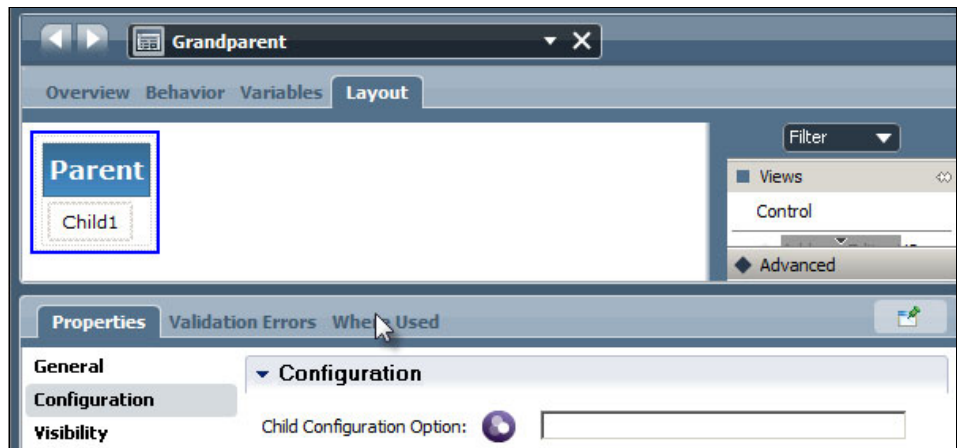 Grandparent
Overview Behavior Variables Layout
Parent
Child1
Filter
Views
Control
Advanced
Properties Validation Errors Where Used
General
Configuration
Visibility
Configuration
Child Configuration Option: